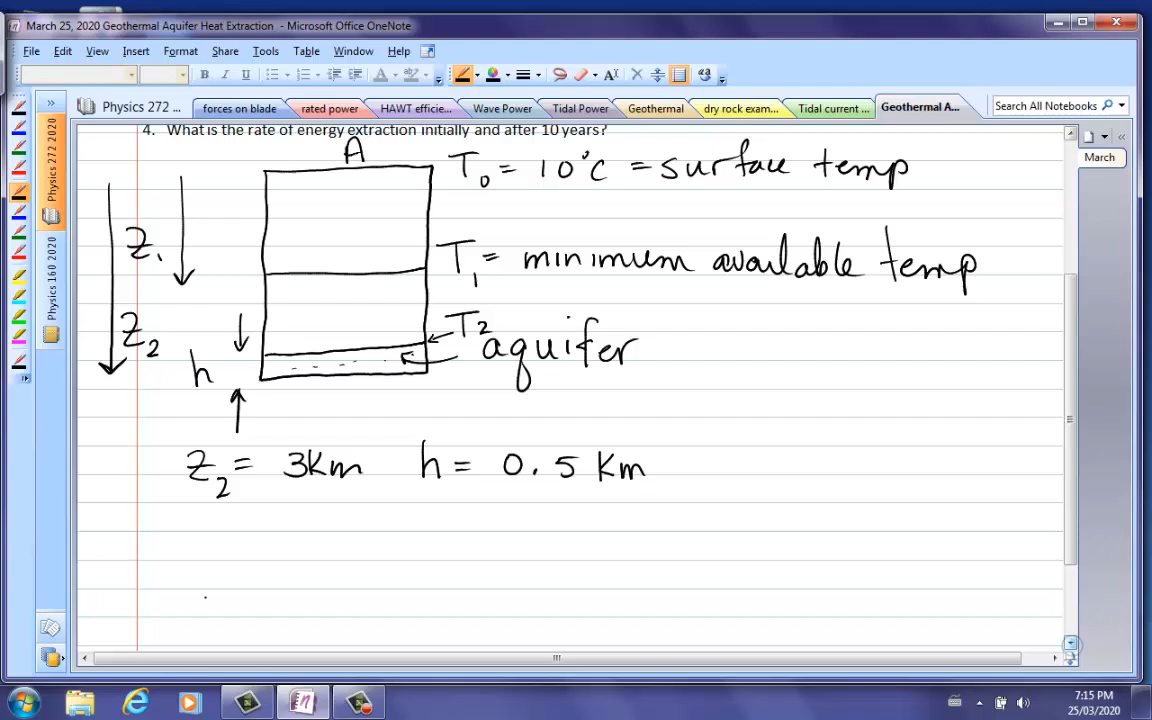 March 25, 2020 Geothermal Aquifer Heat Extraction - Microsoft Office OneNote
File Edit View Insert Format Share Tools Table Window Help
B I U
Physics 272 ... forces on blade rated power HAWT efficie... Wave Power Tidal Power Geothermal dry rock exam... Tidal current ... Geothermal A... Search All Notebooks
4. What is the rate of energy extraction initially and after 10 years?
March
Physics 272 2020
Physics 160 2020
A
T₀ = 10°C = surface temp
Z₁
T₁ = minimum available temp
Z₂
T₂
aquifer
h
Z₂ = 3Km h = 0.5 Km
7:15 PM
25/03/2020